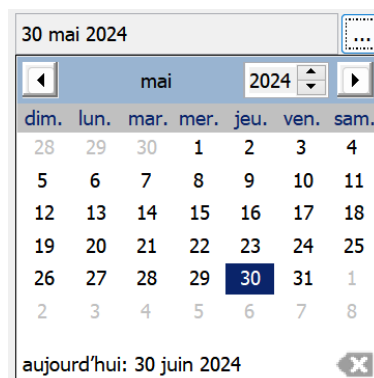 30 mai 2024 ...
mai 2024
dim. lun. mar. mer. jeu. ven. sam.
28 29 30 1 2 3 4
5 6 7 8 9 10 11
12 13 14 15 16 17 18
19 20 21 22 23 24 25
26 27 28 29 30 31 1
2 3 4 5 6 7 8
aujourd'hui: 30 juin 2024